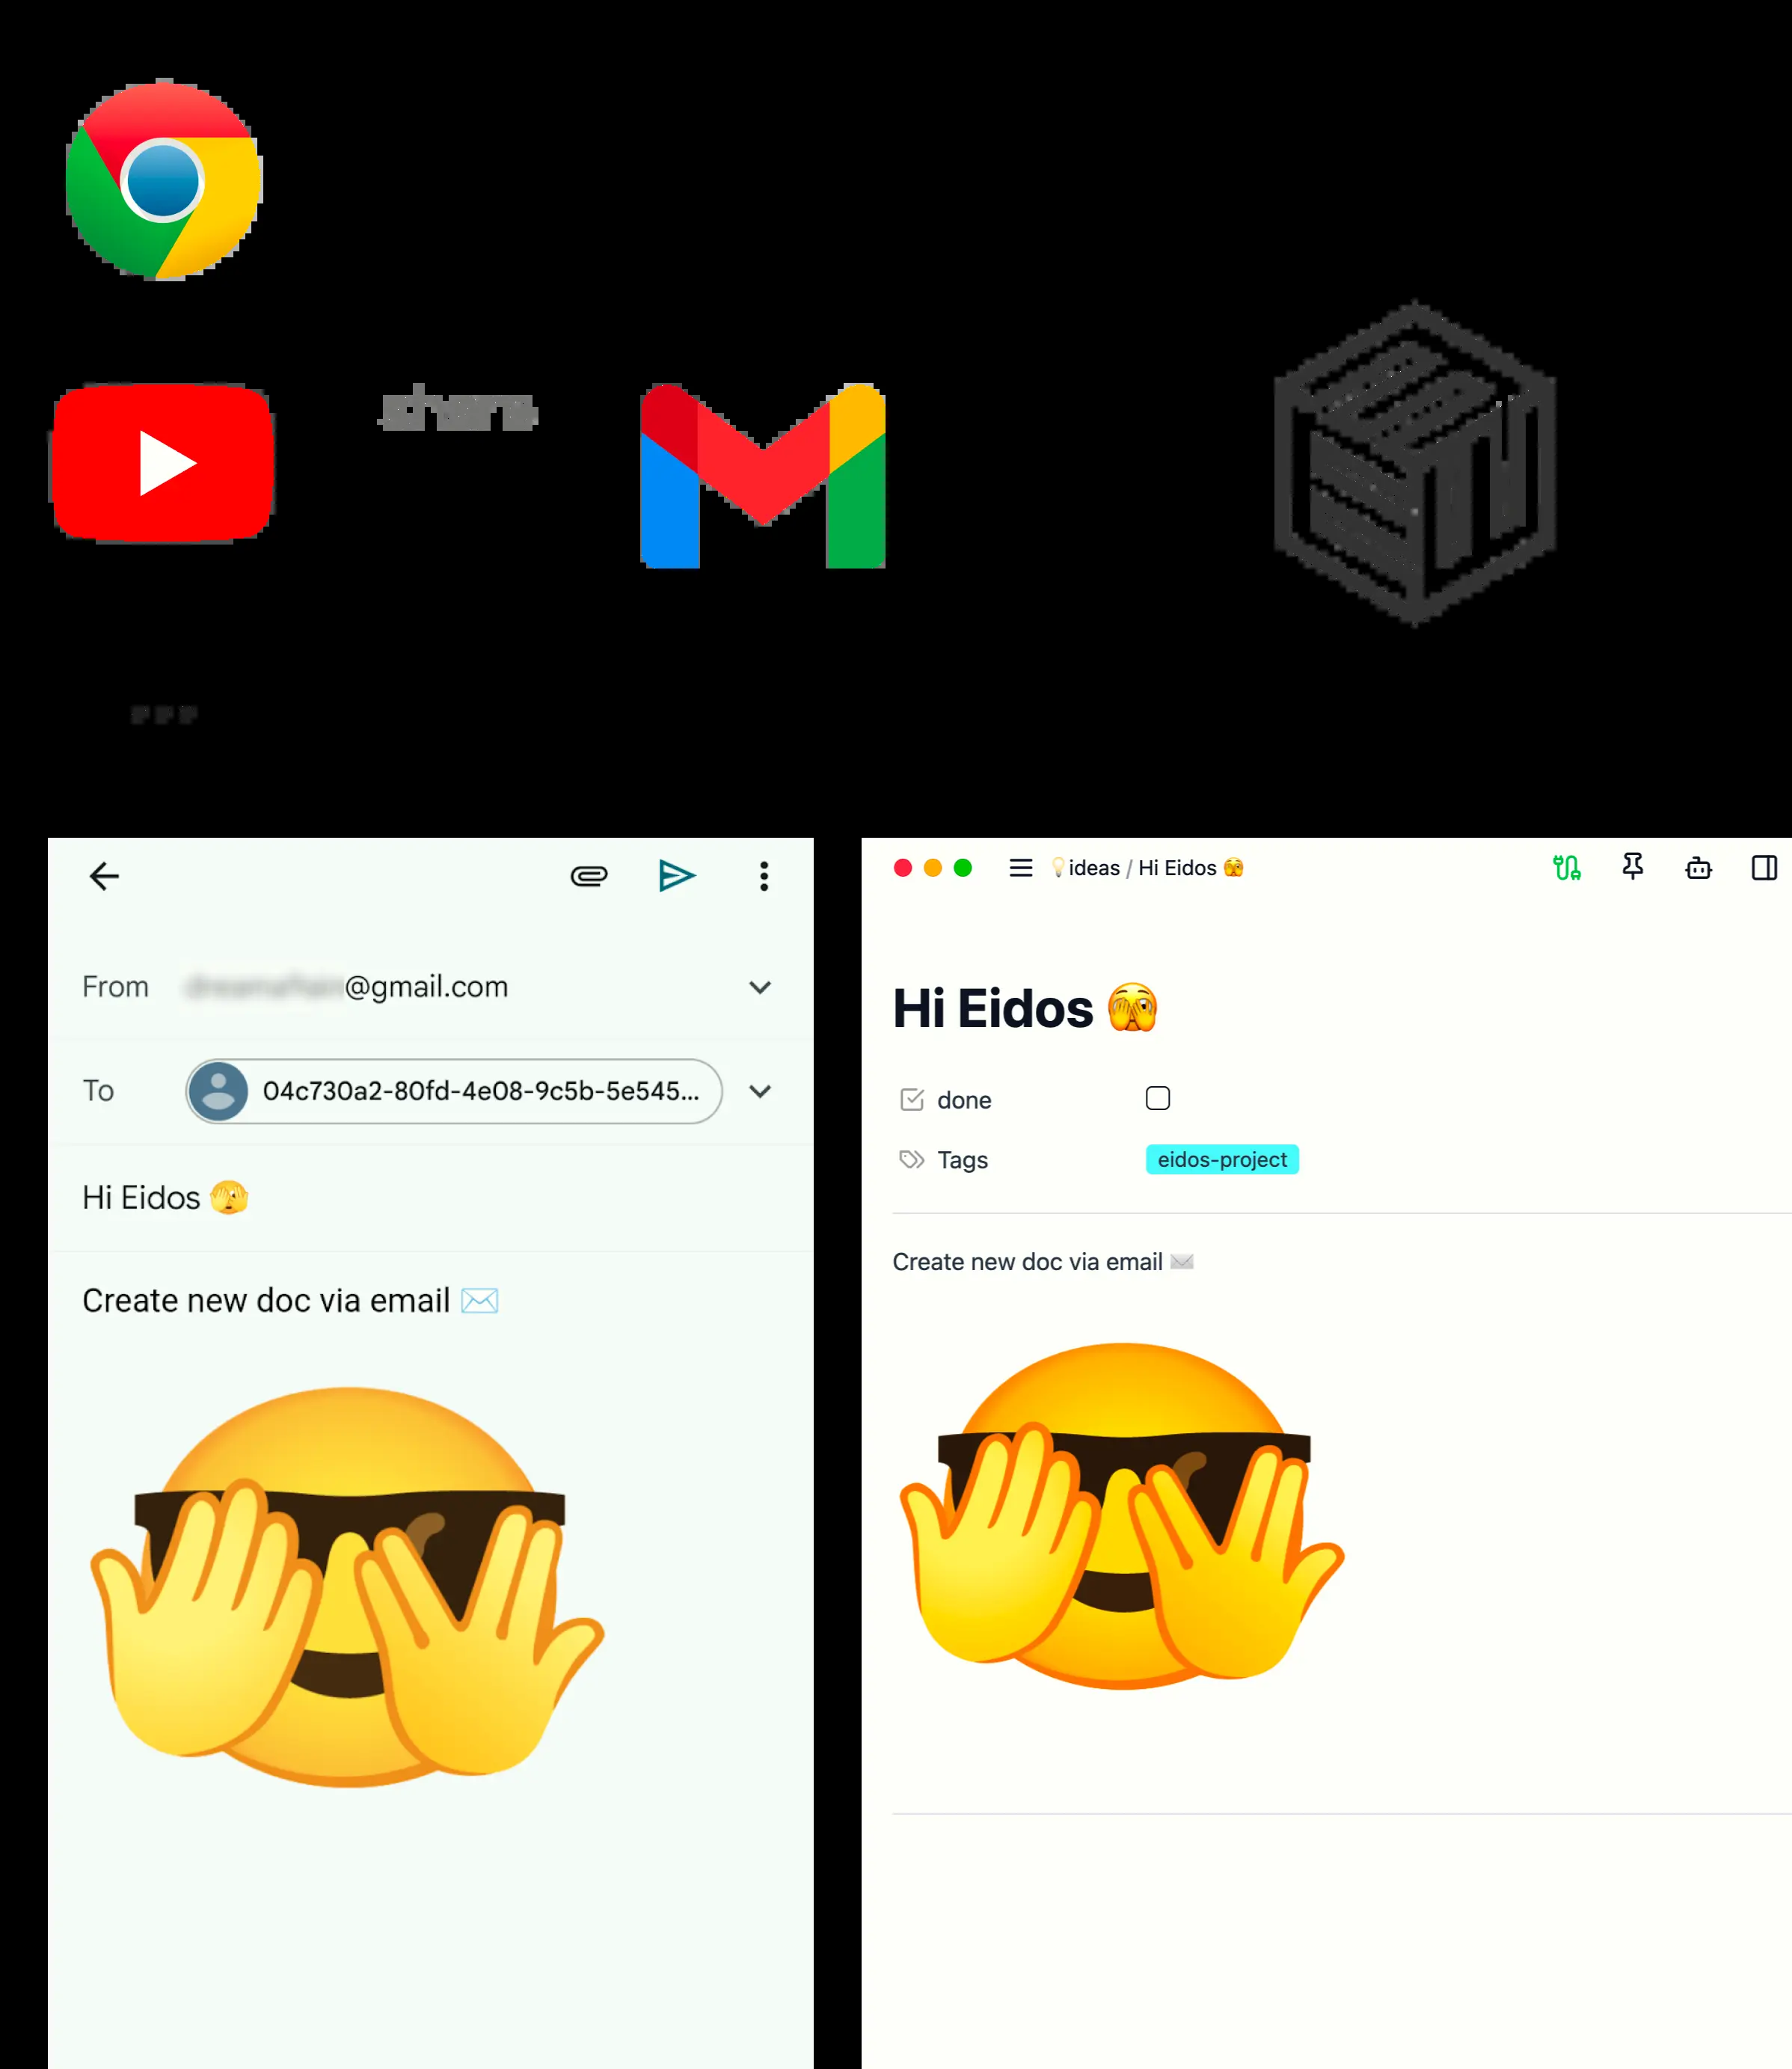 share
...
From @gmail.com
To 04c730a2-80fd-4e08-9c5b-5e545...
Hi Eidos 🫣
Create new doc via email ✉️
💡ideas / Hi Eidos 🫣
Hi Eidos 🫣
done
Tags eidos-project
Create new doc via email ✉️